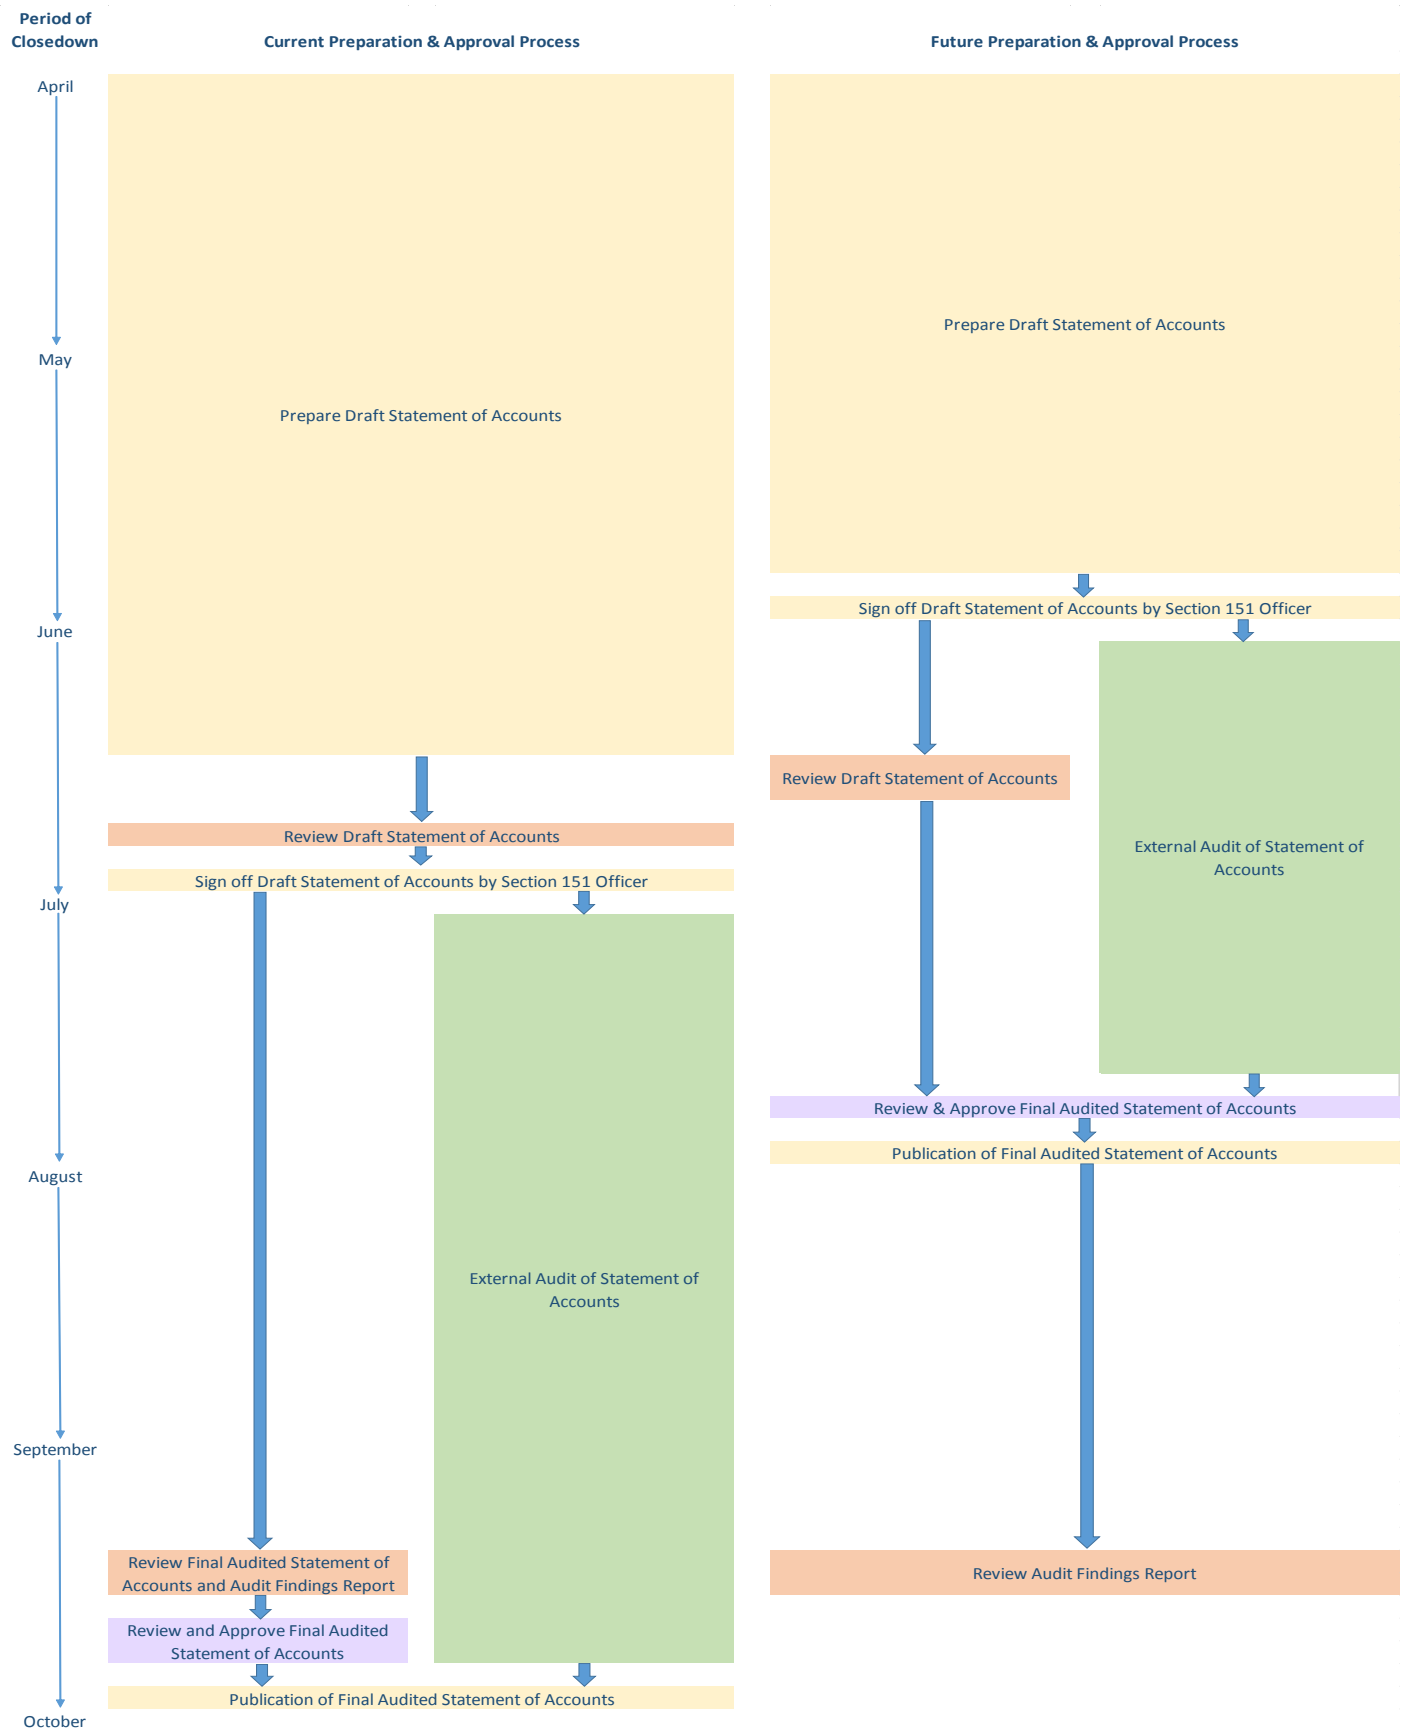 Period of
Closedown
Current Preparation & Approval Process
Future Preparation & Approval Process
April
May
June
July
August
September
October
Prepare Draft Statement of Accounts
Review Draft Statement of Accounts
Sign off Draft Statement of Accounts by Section 151 Officer
External Audit of Statement of
Accounts
Review Final Audited Statement of
Accounts and Audit Findings Report
Review and Approve Final Audited
Statement of Accounts
Publication of Final Audited Statement of Accounts
Prepare Draft Statement of Accounts
Sign off Draft Statement of Accounts by Section 151 Officer
Review Draft Statement of Accounts
External Audit of Statement of
Accounts
Review & Approve Final Audited Statement of Accounts
Publication of Final Audited Statement of Accounts
Review Audit Findings Report